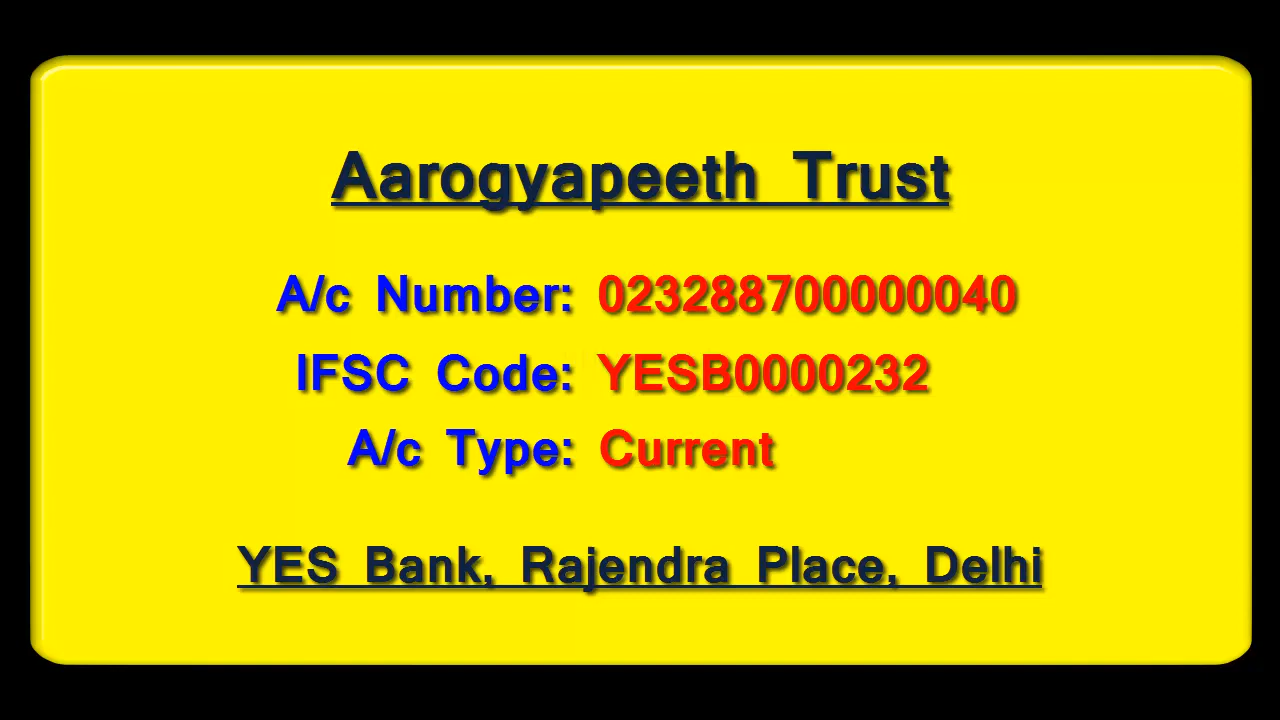 Aarogyapeeth Trust
A/c Number: 023288700000040
IFSC Code: YESB0000232
A/c Type: Current
YES Bank, Rajendra Place, Delhi